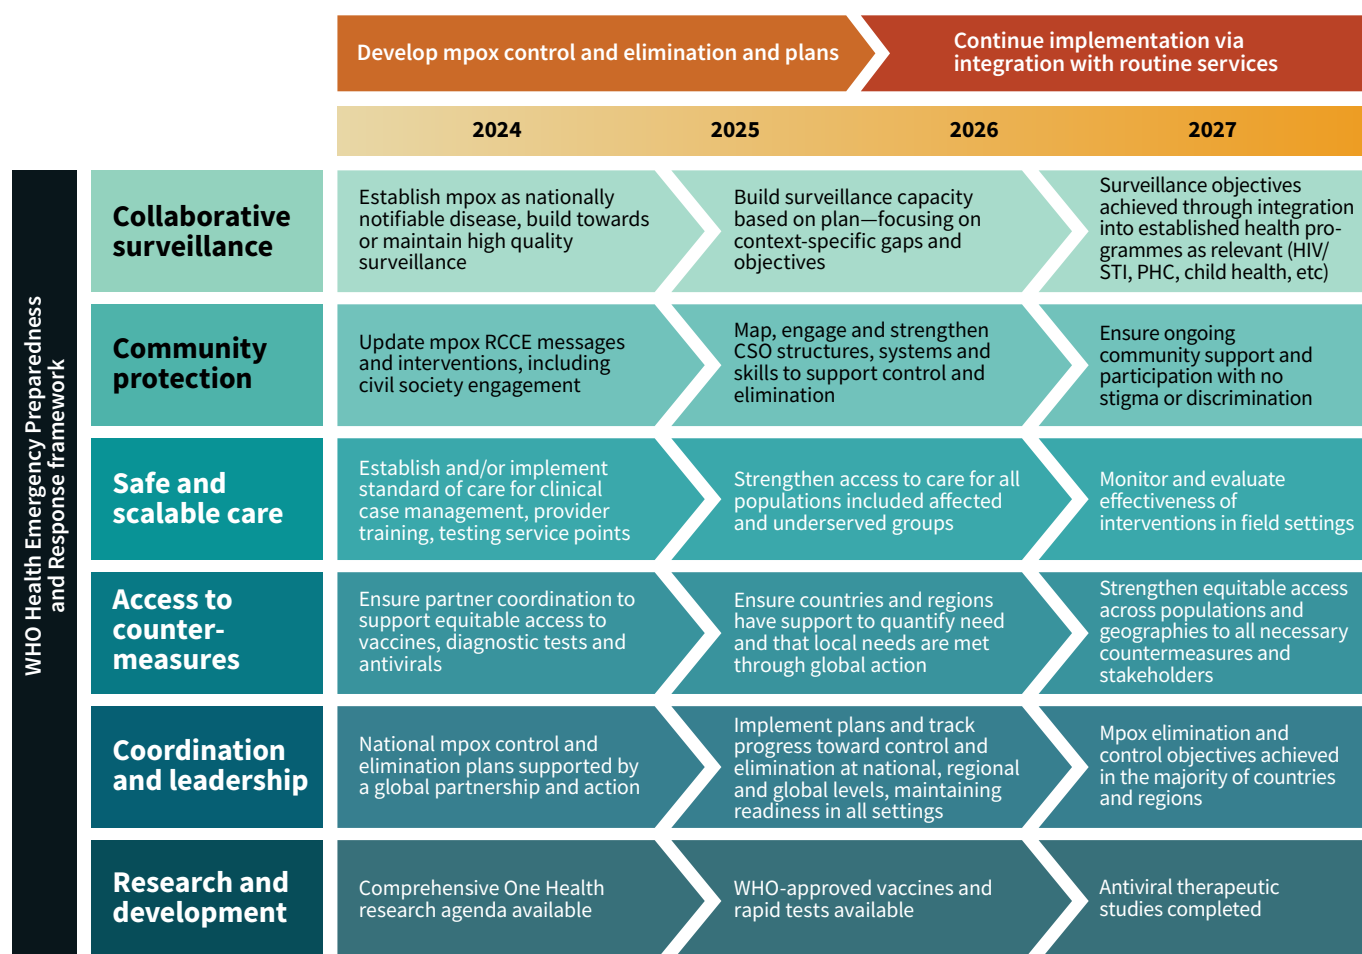 Develop mpox control and elimination and plans
Continue implementation via
integration with routine services
2024
2025
2026
2027
WHO Health Emergency Preparedness
and Response framework
Collaborative
surveillance
Establish mpox as nationally
notifiable disease, build towards
or maintain high quality
surveillance
Build surveillance capacity
based on plan—focusing on
context-specific gaps and
objectives
Surveillance objectives
achieved through integration
into established health pro-
grammes as relevant (HIV/
STI, PHC, child health, etc)
Community
protection
Update mpox RCCE messages
and interventions, including
civil society engagement
Map, engage and strengthen
CSO structures, systems and
skills to support control and
elimination
Ensure ongoing
community support and
participation with no
stigma or discrimination
Safe and
scalable care
Establish and/or implement
standard of care for clinical
case management, provider
training, testing service points
Strengthen access to care for all
populations included affected
and underserved groups
Monitor and evaluate
effectiveness of
interventions in field settings
Access to
counter-
measures
Ensure partner coordination to
support equitable access to
vaccines, diagnostic tests and
antivirals
Ensure countries and regions
have support to quantify need
and that local needs are met
through global action
Strengthen equitable access
across populations and
geographies to all necessary
countermeasures and
stakeholders
Coordination
and leadership
National mpox control and
elimination plans supported by
a global partnership and action
Implement plans and track
progress toward control and
elimination at national, regional
and global levels, maintaining
readiness in all settings
Mpox elimination and
control objectives achieved
in the majority of countries
and regions
Research and
development
Comprehensive One Health
research agenda available
WHO-approved vaccines and
rapid tests available
Antiviral therapeutic
studies completed